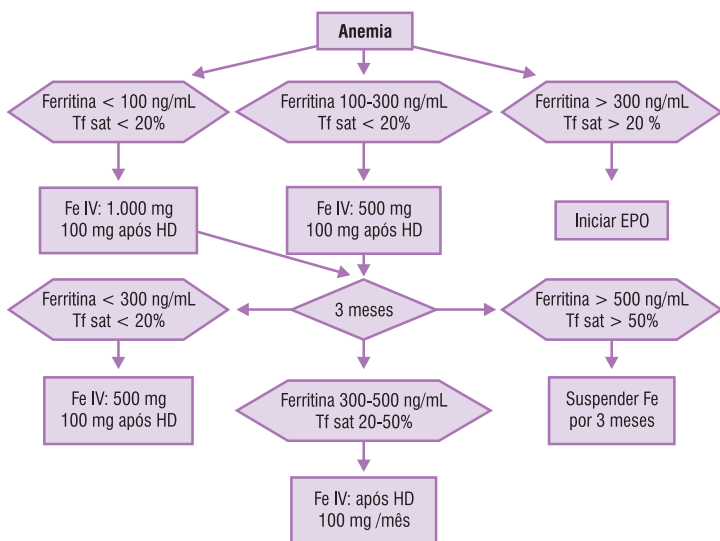 Anemia
Ferritina < 100 ng/mL
Tf sat < 20%
Ferritina 100-300 ng/mL
Tf sat < 20%
Ferritina > 300 ng/mL
Tf sat > 20 %
Fe IV: 1.000 mg
100 mg após HD
Fe IV: 500 mg
100 mg após HD
Iniciar EPO
Ferritina < 300 ng/mL
Tf sat < 20%
3 meses
Ferritina > 500 ng/mL
Tf sat > 50%
Fe IV: 500 mg
100 mg após HD
Ferritina 300-500 ng/mL
Tf sat 20-50%
Suspender Fe
por 3 meses
Fe IV: após HD
100 mg /mês